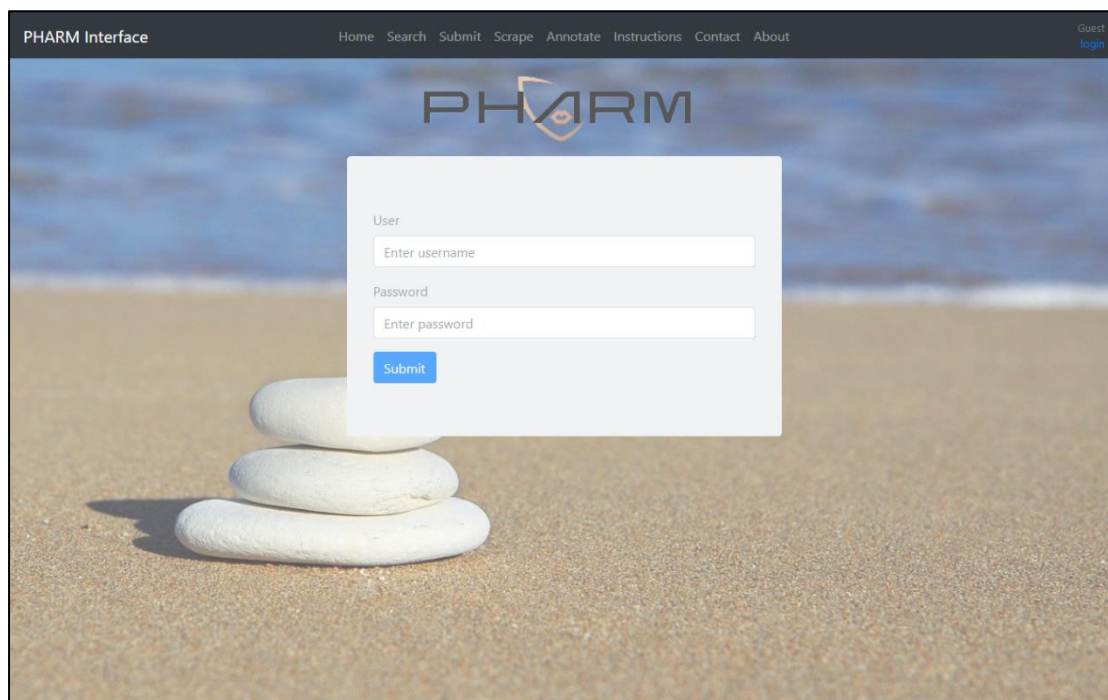 PHARM Interface
Home Search Submit Scrape Annotate Instructions Contact About
Guest
login
PHARM
User
Enter username
Password
Enter password
Submit